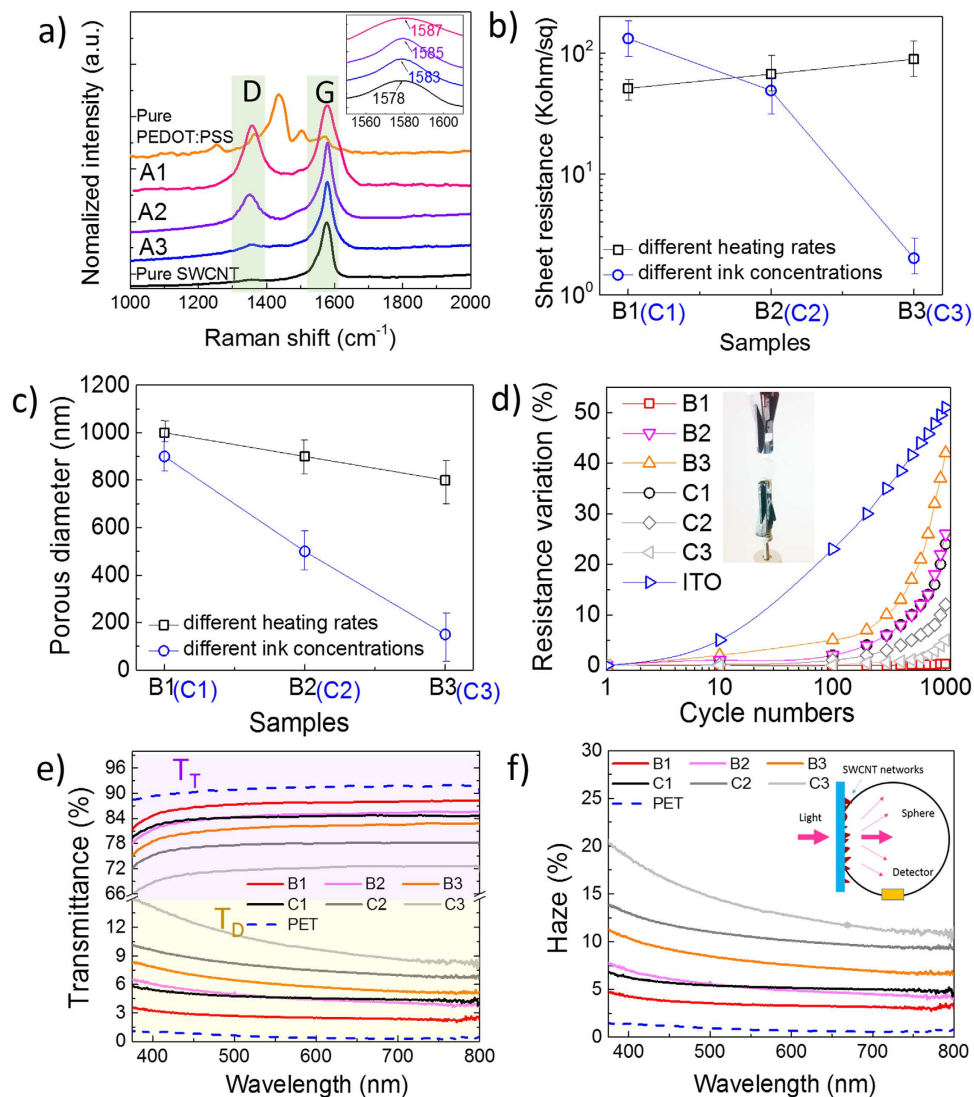 a)
Nomalized intensity (a.u.)
D
G
Pure
PEDOT:PSS
A1
A2
A3
Pure SWCNT
1587
1585
1583
1578
1560 1580 1600
1000 1200 1400 1600 1800 2000
Raman shift (cm-1)
b)
Sheet resistance (Kohm/sq)
10^2
10^1
10^0
different heating rates
different ink concentrations
B1(C1) B2(C2) B3(C3)
Samples
c)
Porous diameter (nm)
1200
1000
800
600
400
200
0
different heating rates
different ink concentrations
B1(C1) B2(C2) B3(C3)
Samples
d)
Resistance variation (%)
50
40
30
20
10
0
B1
B2
B3
C1
C2
C3
ITO
1 10 100 1000
Cycle numbers
e)
Transmittance (%)
96
90
84
78
72
66
12
9
6
3
0
TT
B1 B2 B3
C1 C2 C3
PET
TD
400 500 600 700 800
Wavelength (nm)
f)
Haze (%)
30
25
20
15
10
5
0
B1 B2 B3
C1 C2 C3
PET
SWCNT networks
Light
Sphere
Detector
400 500 600 700 800
Wavelength (nm)